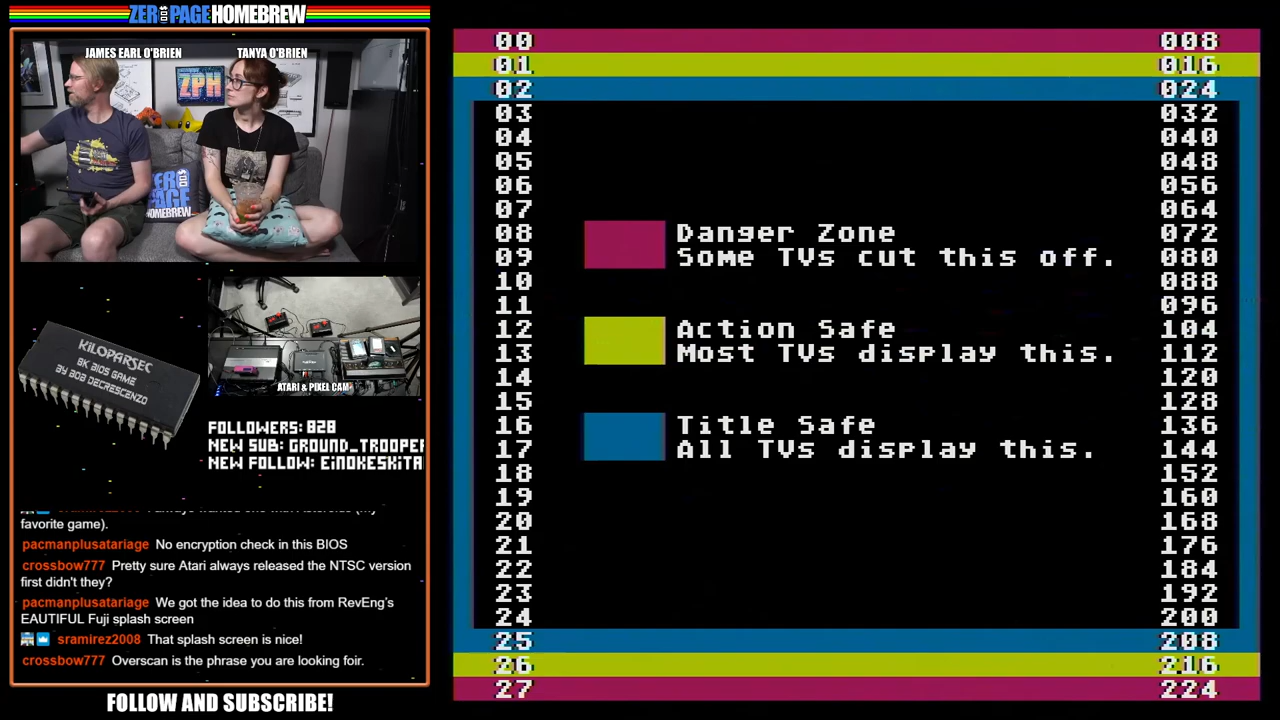 ZER$00 PAGE HOMEBREW
JAMES EARL O'BRIEN
TANYA O'BRIEN
ZPH
HOMEBREW
KILOPARSEC
8K BIOS GAME
BY BOB DECRESCENZO
ATARI & PIXEL CAM
FOLLOWERS: 828
NEW SUB: GROUND_TROOPER
NEW FOLLOW: EINOKESKITA
favorite game).
pacmanplusatariage No encryption check in this BIOS
crossbow777 Pretty sure Atari always released the NTSC version
first didn't they?
pacmanplusatariage We got the idea to do this from RevEng's
EAUTIFUL Fuji splash screen
sramirez2008 That splash screen is nice!
crossbow777 Overscan is the phrase you are looking foir.
FOLLOW AND SUBSCRIBE!
00 008
01 016
02 024
03 032
04 040
05 048
06 056
07 064
08 Danger Zone 072
09 Some TVs cut this off. 080
10 088
11 096
12 Action Safe 104
13 Most TVs display this. 112
14 120
15 128
16 Title Safe 136
17 All TVs display this. 144
18 152
19 160
20 168
21 176
22 184
23 192
24 200
25 208
26 216
27 224